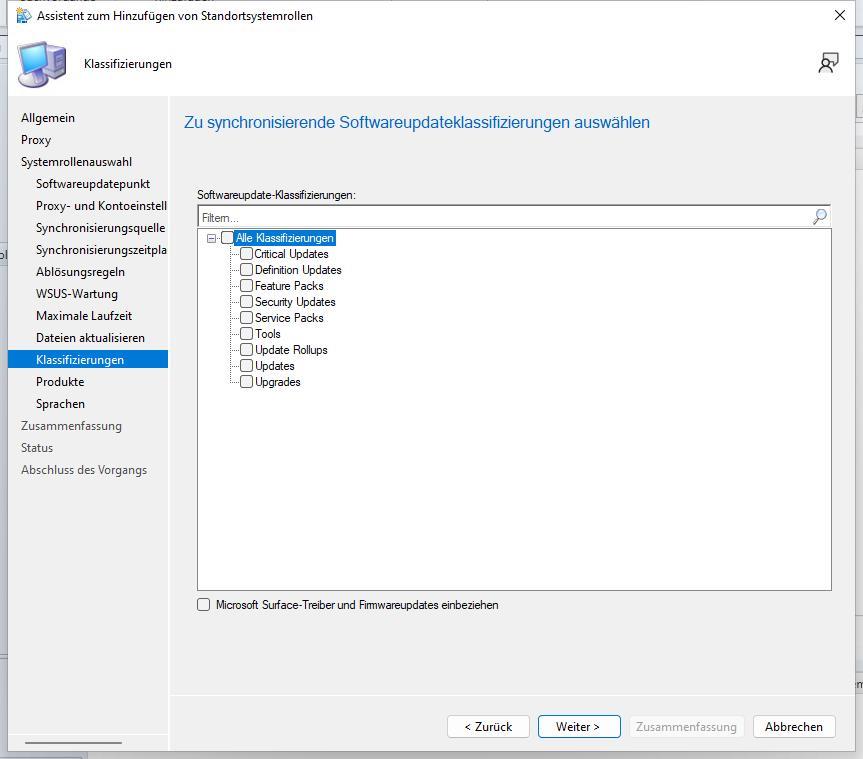 Assistent zum Hinzufügen von Standortsystemrollen
Klassifizierungen
Allgemein
Proxy
Systemrollenauswahl
Softwareupdatepunkt
Proxy- und Kontoeinstell
Synchronisierungsquelle
Synchronisierungszeitpla
Ablösungsregeln
WSUS-Wartung
Maximale Laufzeit
Dateien aktualisieren
Klassifizierungen
Produkte
Sprachen
Zusammenfassung
Status
Abschluss des Vorgangs
Zu synchronisierende Softwareupdateklassifizierungen auswählen
Softwareupdate-Klassifizierungen:
Filtern...
Alle Klassifizierungen
Critical Updates
Definition Updates
Feature Packs
Security Updates
Service Packs
Tools
Update Rollups
Updates
Upgrades
Microsoft Surface-Treiber und Firmwareupdates einbeziehen
< Zurück
Weiter >
Zusammenfassung
Abbrechen